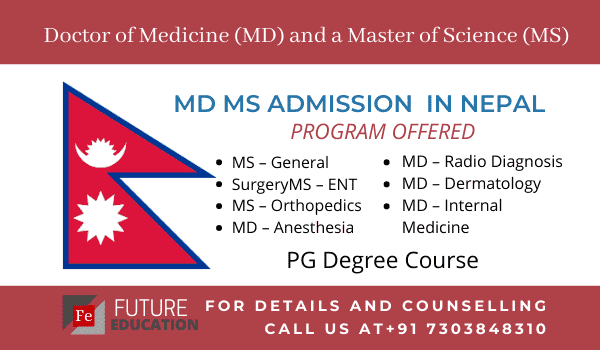 Doctor of Medicine (MD) and a Master of Science (MS)
MD MS ADMISSION IN NEPAL
PROGRAM OFFERED
• MS – General
• SurgeryMS – ENT
• MS – Orthopedics
• MD – Anesthesia
• MD – Radio Diagnosis
• MD – Dermatology
• MD – Internal
Medicine
PG Degree Course
Fe
FUTURE
EDUCATION
FOR DETAILS AND COUNSELLING
CALL US AT+91 7303848310